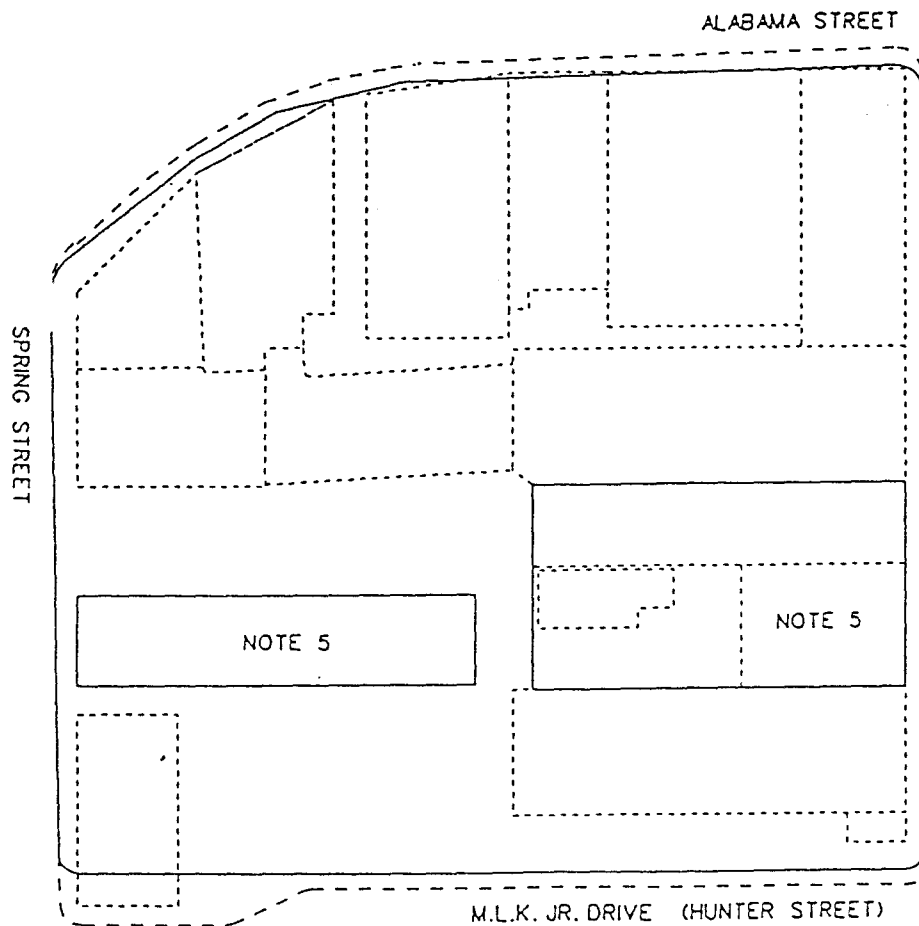 ALABAMA STREET
SPRING STREET
NOTE 5
NOTE 5
M.L.K. JR. DRIVE (HUNTER STREET)